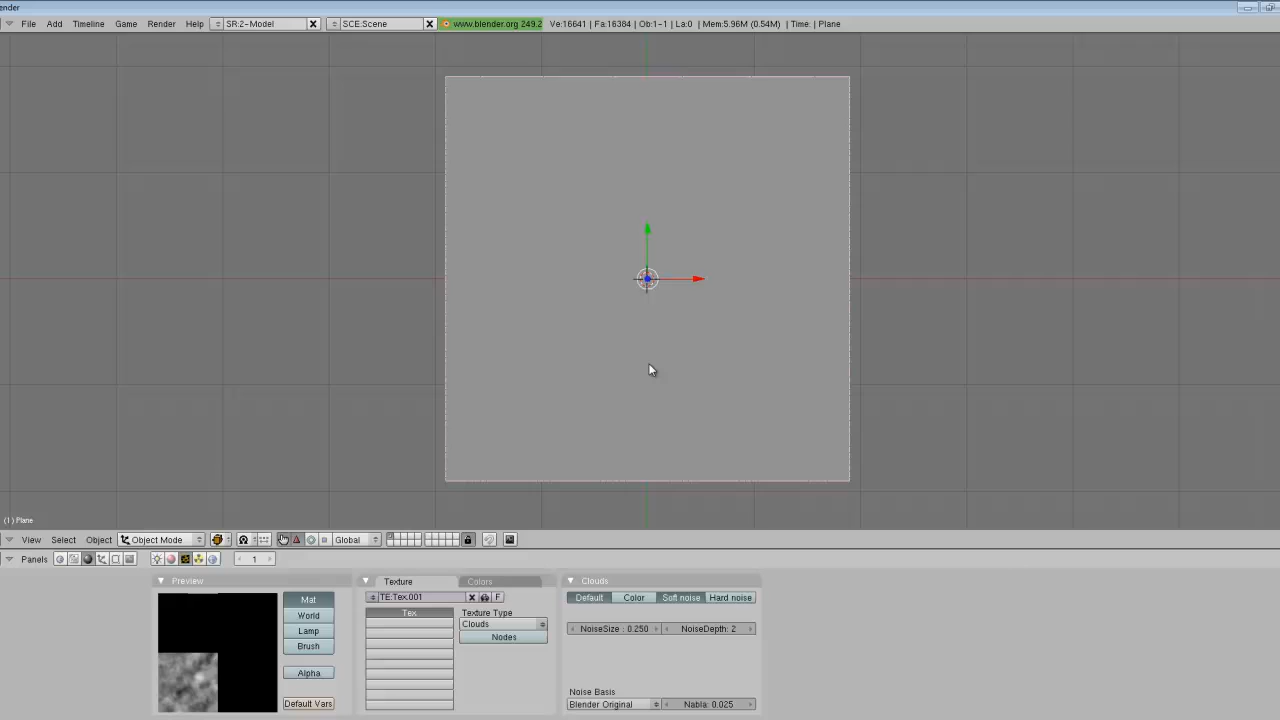 ender
File Add Timeline Game Render Help SR:2-Model SCE:Scene www.blender.org 249.2 Ve:16641 | Fa:16384 | Ob:1-1 | La:0 | Mem:5.96M (0.54M) | Time: | Plane
(1) Plane
View Select Object Object Mode Global
Panels 1
Preview Texture Colors Clouds
Mat TE:Tex.001 F Default Color Soft noise Hard noise
World Tex Texture Type
Lamp Clouds NoiseSize : 0.250 NoiseDepth: 2
Brush Nodes
Alpha
Noise Basis
Default Vars Blender Original Nabla: 0.025